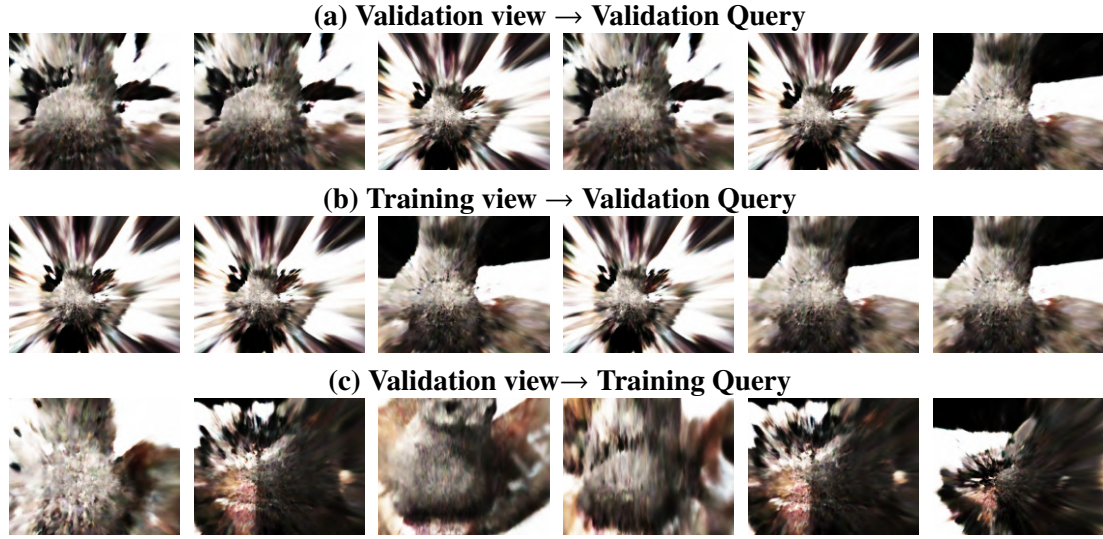 (a) Validation view → Validation Query
(b) Training view → Validation Query
(c) Validation view→ Training Query